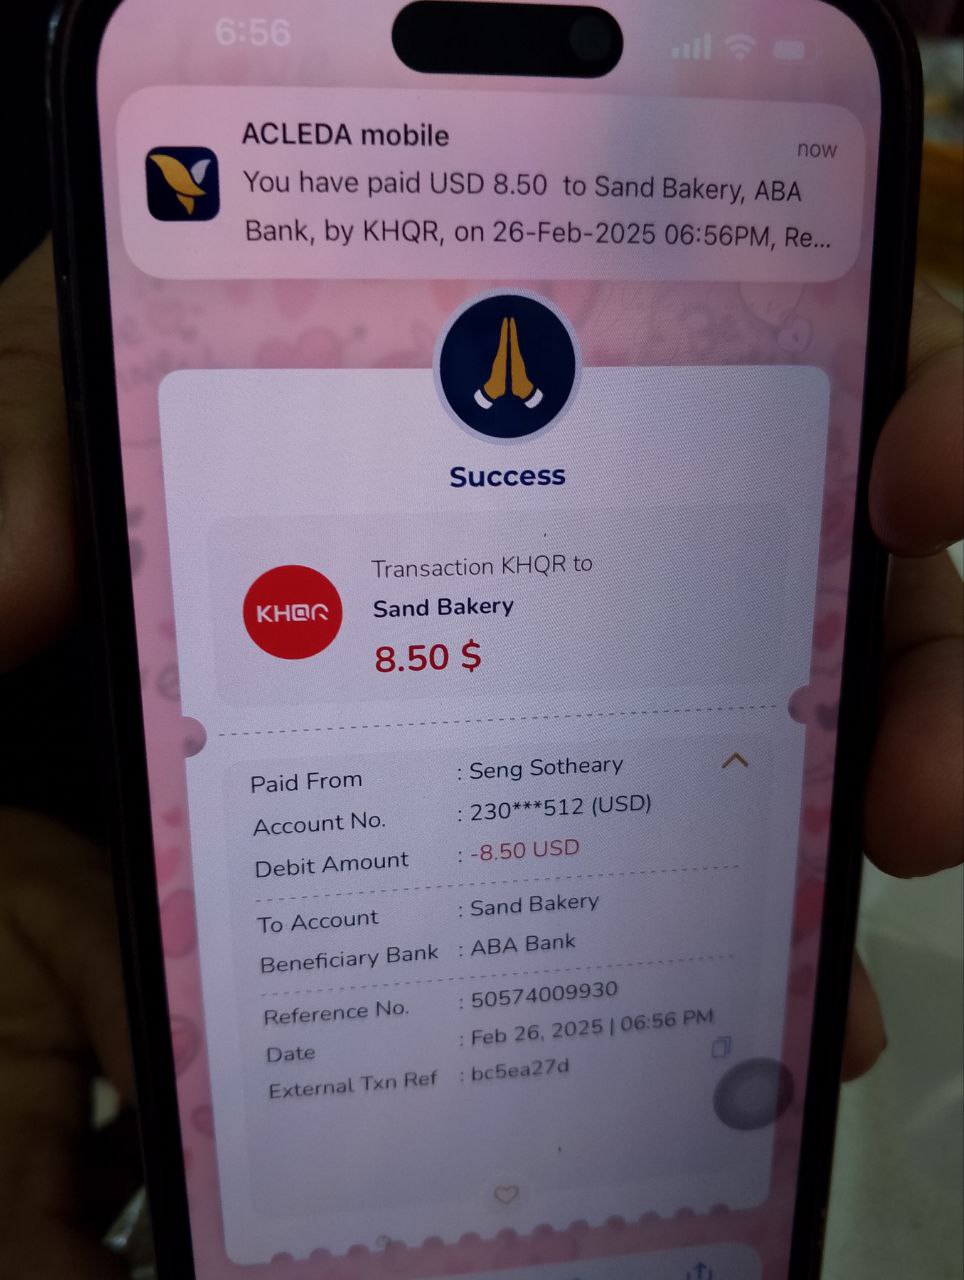 6:56
ACLEDA mobile
now
You have paid USD 8.50 to Sand Bakery, ABA
Bank, by KHQR, on 26-Feb-2025 06:56PM, Re...
Success
KHQR
Transaction KHQR to
Sand Bakery
8.50 $
Paid From : Seng Sotheary
Account No. : 230***512 (USD)
Debit Amount : -8.50 USD
To Account : Sand Bakery
Beneficiary Bank : ABA Bank
Reference No. : 50574009930
Date : Feb 26, 2025 | 06:56 PM
External Txn Ref : bc5ea27d